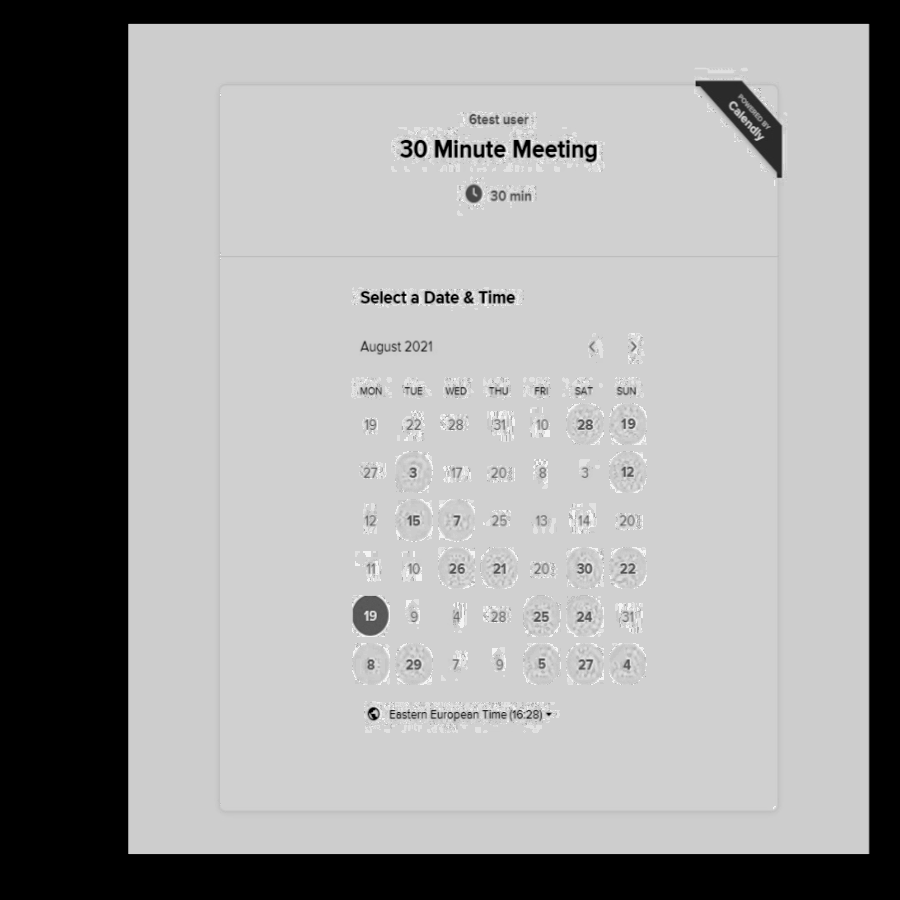 POWERED BY
Calendly
6test user
30 Minute Meeting
30 min
Select a Date & Time
August 2021
MON TUE WED THU FRI SAT SUN
19 22 28 31 10 28 19
27 3 17 20 8 3 12
12 15 7 25 13 14 20
11 10 26 21 20 30 22
19 9 4 28 25 24 31
8 29 7 9 5 27 4
Eastern European Time (16:28)